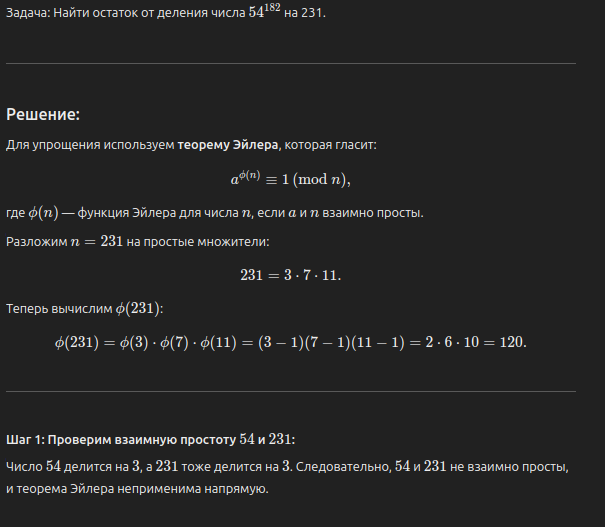 Задача: Найти остаток от деления числа 54^182 на 231.
Решение:
Для упрощения используем теорему Эйлера, которая гласит:
a^ϕ(n) ≡ 1 (mod n),
где ϕ(n) — функция Эйлера для числа n, если a и n взаимно просты.
Разложим n = 231 на простые множители:
231 = 3 · 7 · 11.
Теперь вычислим ϕ(231):
ϕ(231) = ϕ(3) · ϕ(7) · ϕ(11) = (3 − 1)(7 − 1)(11 − 1) = 2 · 6 · 10 = 120.
Шаг 1: Проверим взаимную простоту 54 и 231:
Число 54 делится на 3, а 231 тоже делится на 3. Следовательно, 54 и 231 не взаимно просты,
и теорема Эйлера неприменима напрямую.